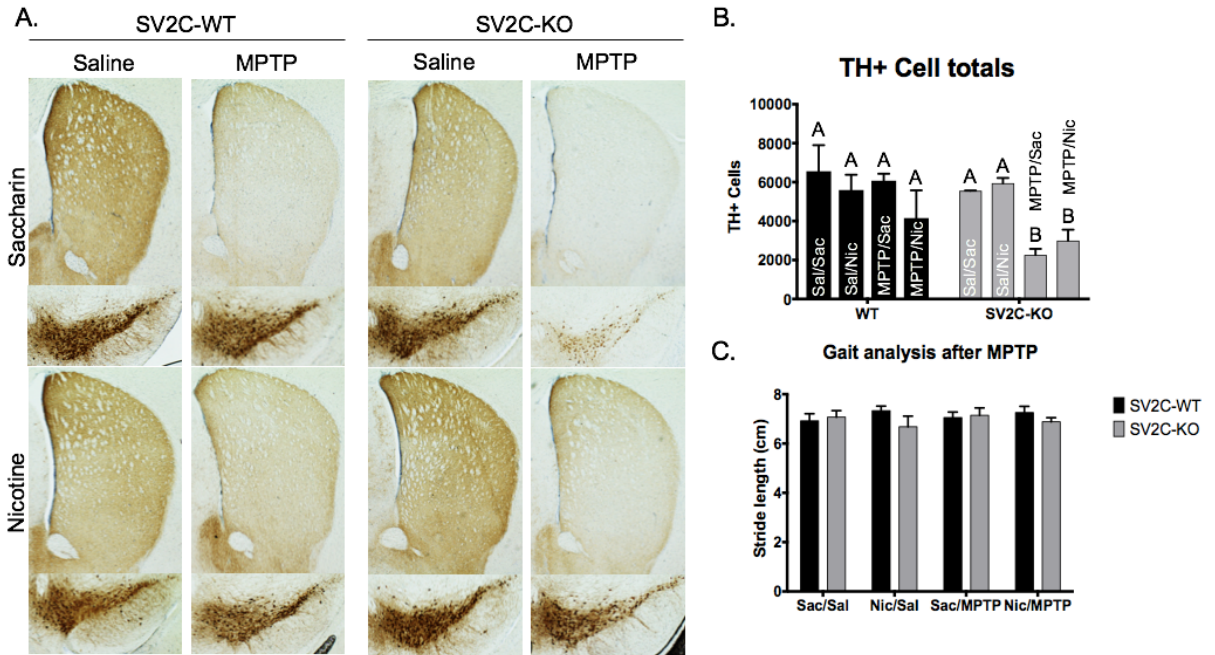 A.
SV2C-WT
SV2C-KO
Saline
MPTP
Saline
MPTP
Saccharin
Nicotine
B.
TH+ Cell totals
TH+ Cells
10000
8000
6000
4000
2000
0
A
A
A
A
A
A
B
B
Sal/Sac
Sal/Nic
MPTP/Sac
MPTP/Nic
Sal/Sac
Sal/Nic
MPTP/Sac
MPTP/Nic
WT
SV2C-KO
C.
Gait analysis after MPTP
Stride length (cm)
8
6
4
2
0
Sac/Sal
Nic/Sal
Sac/MPTP
Nic/MPTP
SV2C-WT
SV2C-KO